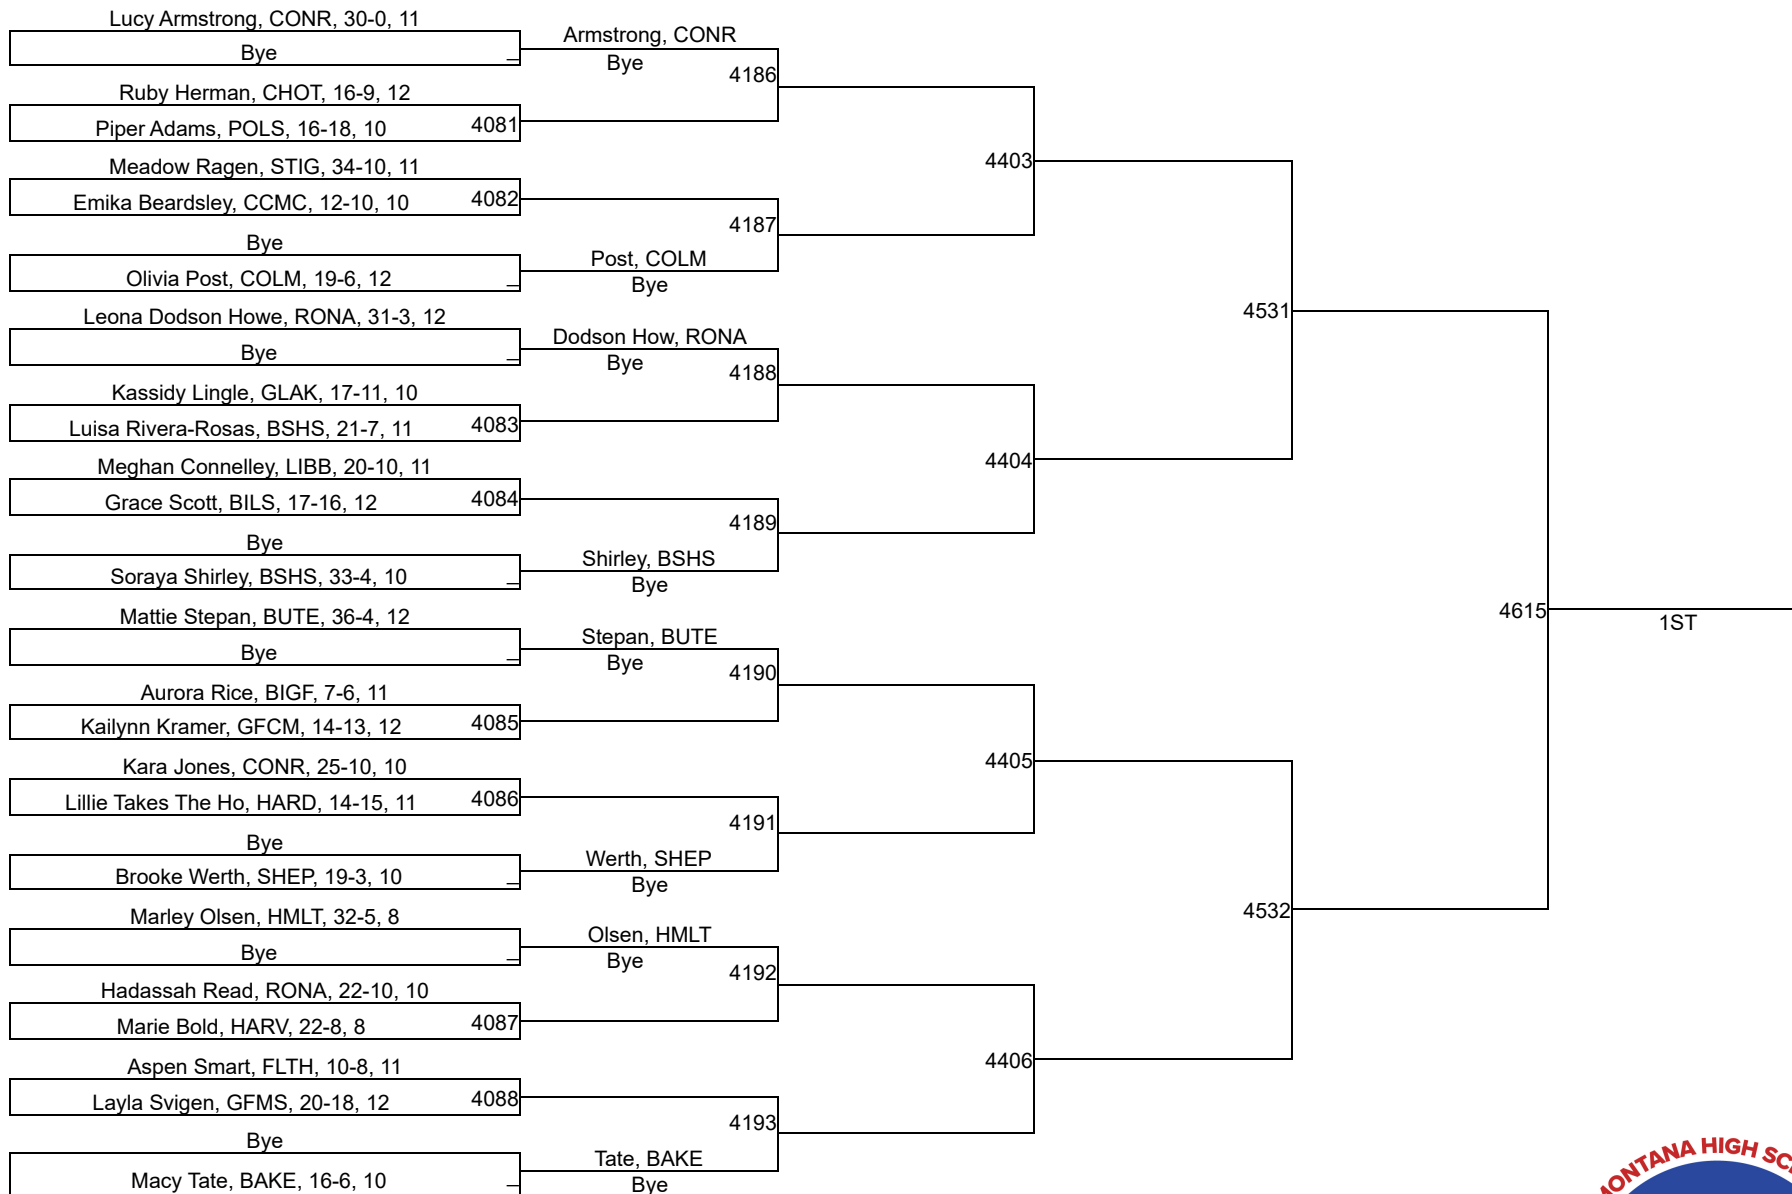 Lucy Armstrong, CONR, 30-0, 11
Bye _
Ruby Herman, CHOT, 16-9, 12
Piper Adams, POLS, 16-18, 10 4081
Meadow Ragen, STIG, 34-10, 11
Emika Beardsley, CCMC, 12-10, 10 4082
Bye
Olivia Post, COLM, 19-6, 12 _
Leona Dodson Howe, RONA, 31-3, 12
Bye _
Kassidy Lingle, GLAK, 17-11, 10
Luisa Rivera-Rosas, BSHS, 21-7, 11 4083
Meghan Connelley, LIBB, 20-10, 11
Grace Scott, BILS, 17-16, 12 4084
Bye
Soraya Shirley, BSHS, 33-4, 10 _
Mattie Stepan, BUTE, 36-4, 12
Bye _
Aurora Rice, BIGF, 7-6, 11
Kailynn Kramer, GFCM, 14-13, 12 4085
Kara Jones, CONR, 25-10, 10
Lillie Takes The Ho, HARD, 14-15, 11 4086
Bye
Brooke Werth, SHEP, 19-3, 10 _
Marley Olsen, HMLT, 32-5, 8
Bye _
Hadassah Read, RONA, 22-10, 10
Marie Bold, HARV, 22-8, 8 4087
Aspen Smart, FLTH, 10-8, 11
Layla Svigen, GFMS, 20-18, 12 4088
Bye
Macy Tate, BAKE, 16-6, 10 _
Armstrong, CONR
Bye
4186
4187
Post, COLM
Bye
Dodson How, RONA
Bye
4188
4189
Shirley, BSHS
Bye
Stepan, BUTE
Bye
4190
4191
Werth, SHEP
Bye
Olsen, HMLT
Bye
4192
4193
Tate, BAKE
Bye
4403
4404
4405
4406
4531
4532
4615
1ST
MONTANA HIGH SC